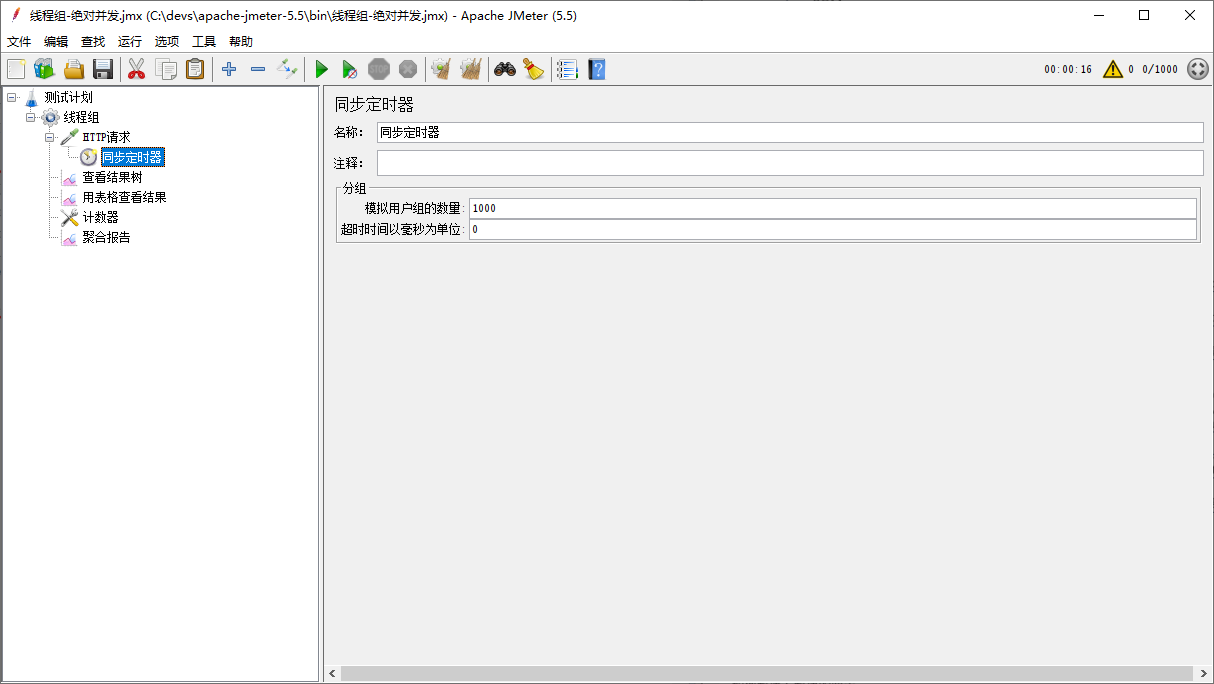 线程组-绝对并发.jmx (C:\devs\apache-jmeter-5.5\bin\线程组-绝对并发.jmx) - Apache JMeter (5.5)
文件 编辑 查找 运行 选项 工具 帮助
STOP 00:00:16 0 0/1000
测试计划
线程组
HTTP请求
同步定时器
查看结果树
用表格查看结果
计数器
聚合报告
同步定时器
名称： 同步定时器
注释：
分组
模拟用户组的数量: 1000
超时时间以毫秒为单位: 0